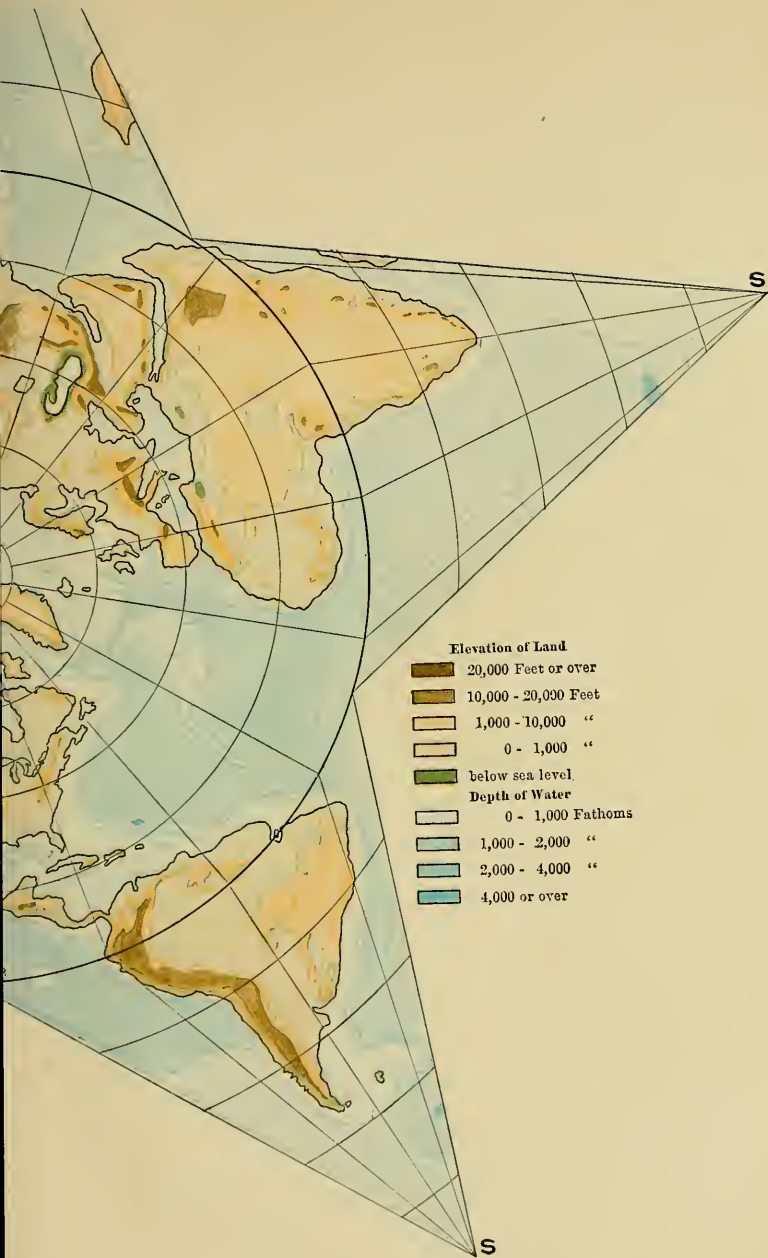 S
Elevation of Land
20,000 Feet or over
10,000 - 20,000 Feet
1,000 - 10,000 “
0 - 1,000 “
below sea level.
Depth of Water
0 - 1,000 Fathoms
1,000 - 2,000 “
2,000 - 4,000 “
4,000 or over
S